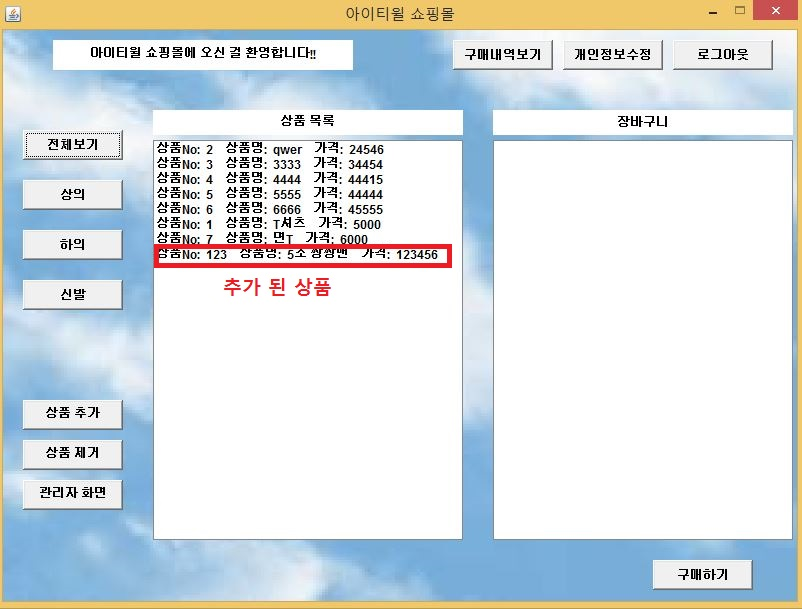 아이티윌 쇼핑몰
아이티윌 쇼핑몰에 오신 걸 환영합니다!!
구매내역보기
개인정보수정
로그아웃
상품 목록
장바구니
전체보기
상의
하의
신발
상품 추가
상품 제거
관리자 화면
상품No: 2 상품명: qwer 가격: 24546
상품No: 3 상품명: 3333 가격: 34454
상품No: 4 상품명: 4444 가격: 44415
상품No: 5 상품명: 5555 가격: 44444
상품No: 6 상품명: 6666 가격: 45555
상품No: 1 상품명: T셔츠 가격: 5000
상품No: 7 상품명: 면T 가격: 6000
상품No: 123 상품명: 5조 짱짱맨 가격: 123456
추가 된 상품
구매하기